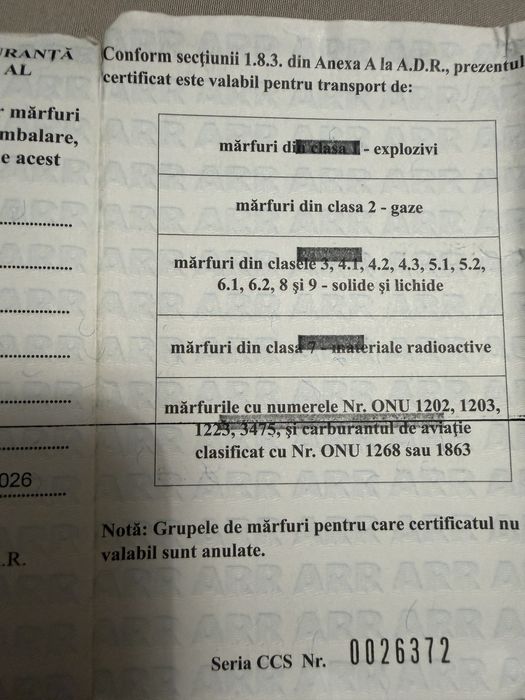 URANȚĂ
AL
mărfuri
mbalare,
e acest
026
.R.
Conform secțiunii 1.8.3. din Anexa A la A.D.R., prezentul
certificat este valabil pentru transport de:
mărfuri din clasa 1 - explozivi
mărfuri din clasa 2 - gaze
mărfuri din clasele 3, 4.1, 4.2, 4.3, 5.1, 5.2,
6.1, 6.2, 8 și 9 - solide și lichide
mărfuri din clasa 7 - materiale radioactive
mărfurile cu numerele Nr. ONU 1202, 1203,
1223, 3475, și carburantul de aviație
clasificat cu Nr. ONU 1268 sau 1863
Notă: Grupele de mărfuri pentru care certificatul nu
valabil sunt anulate.
Seria CCS Nr. 0026372